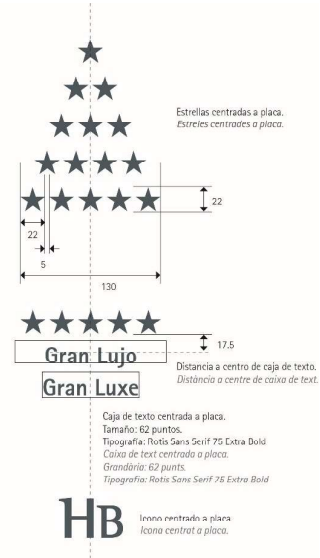 Estrellas centradas a placa.
Estreles centrades a placa.
22
22
5
130
17.5
Gran Lujo
Distancia a centro de caja de texto.
Distància a centre de caixa de text.
Gran Luxe
Caja de texto centrada a placa.
Tamaño: 62 puntos.
Tipografía: Rotis Sans Serif 75 Extra Bold
Caixa de text centrada a placa.
Grandària: 62 punts.
Tipografia: Rotis Sans Serif 75 Extra Bold
HB
Icono centrado a placa.
Icona centrat a placa.